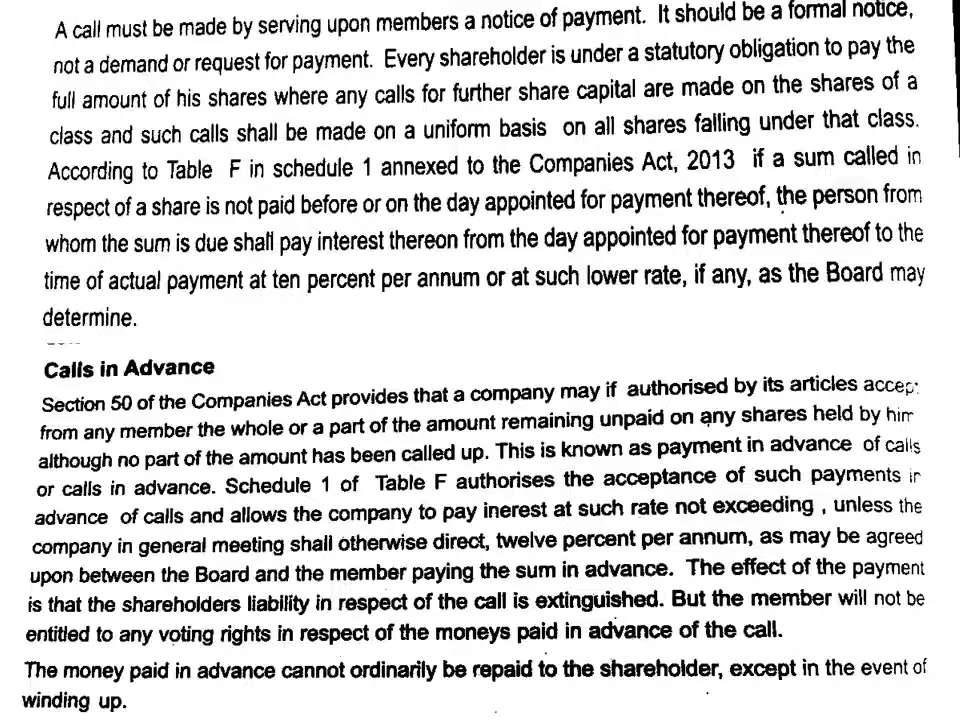 A call must be made by serving upon members a notice of payment. It should be a formal notice,
not a demand or request for payment. Every shareholder is under a statutory obligation to pay the
full amount of his shares where any calls for further share capital are made on the shares of a
class and such calls shall be made on a uniform basis on all shares falling under that class.
According to Table F in schedule 1 annexed to the Companies Act, 2013 if a sum called in
respect of a share is not paid before or on the day appointed for payment thereof, the person from
whom the sum is due shall pay interest thereon from the day appointed for payment thereof to the
time of actual payment at ten percent per annum or at such lower rate, if any, as the Board may
determine.
Calls in Advance
Section 50 of the Companies Act provides that a company may if authorised by its articles accep
from any member the whole or a part of the amount remaining unpaid on any shares held by him
although no part of the amount has been called up. This is known as payment in advance of calls
or calls in advance. Schedule 1 of Table F authorises the acceptance of such payments in
advance of calls and allows the company to pay inerest at such rate not exceeding , unless the
company in general meeting shall otherwise direct, twelve percent per annum, as may be agreed
upon between the Board and the member paying the sum in advance. The effect of the payment
is that the shareholders liability in respect of the call is extinguished. But the member will not be
entitled to any voting rights in respect of the moneys paid in advance of the call.
The money paid in advance cannot ordinarily be repaid to the shareholder, except in the event of
winding up.